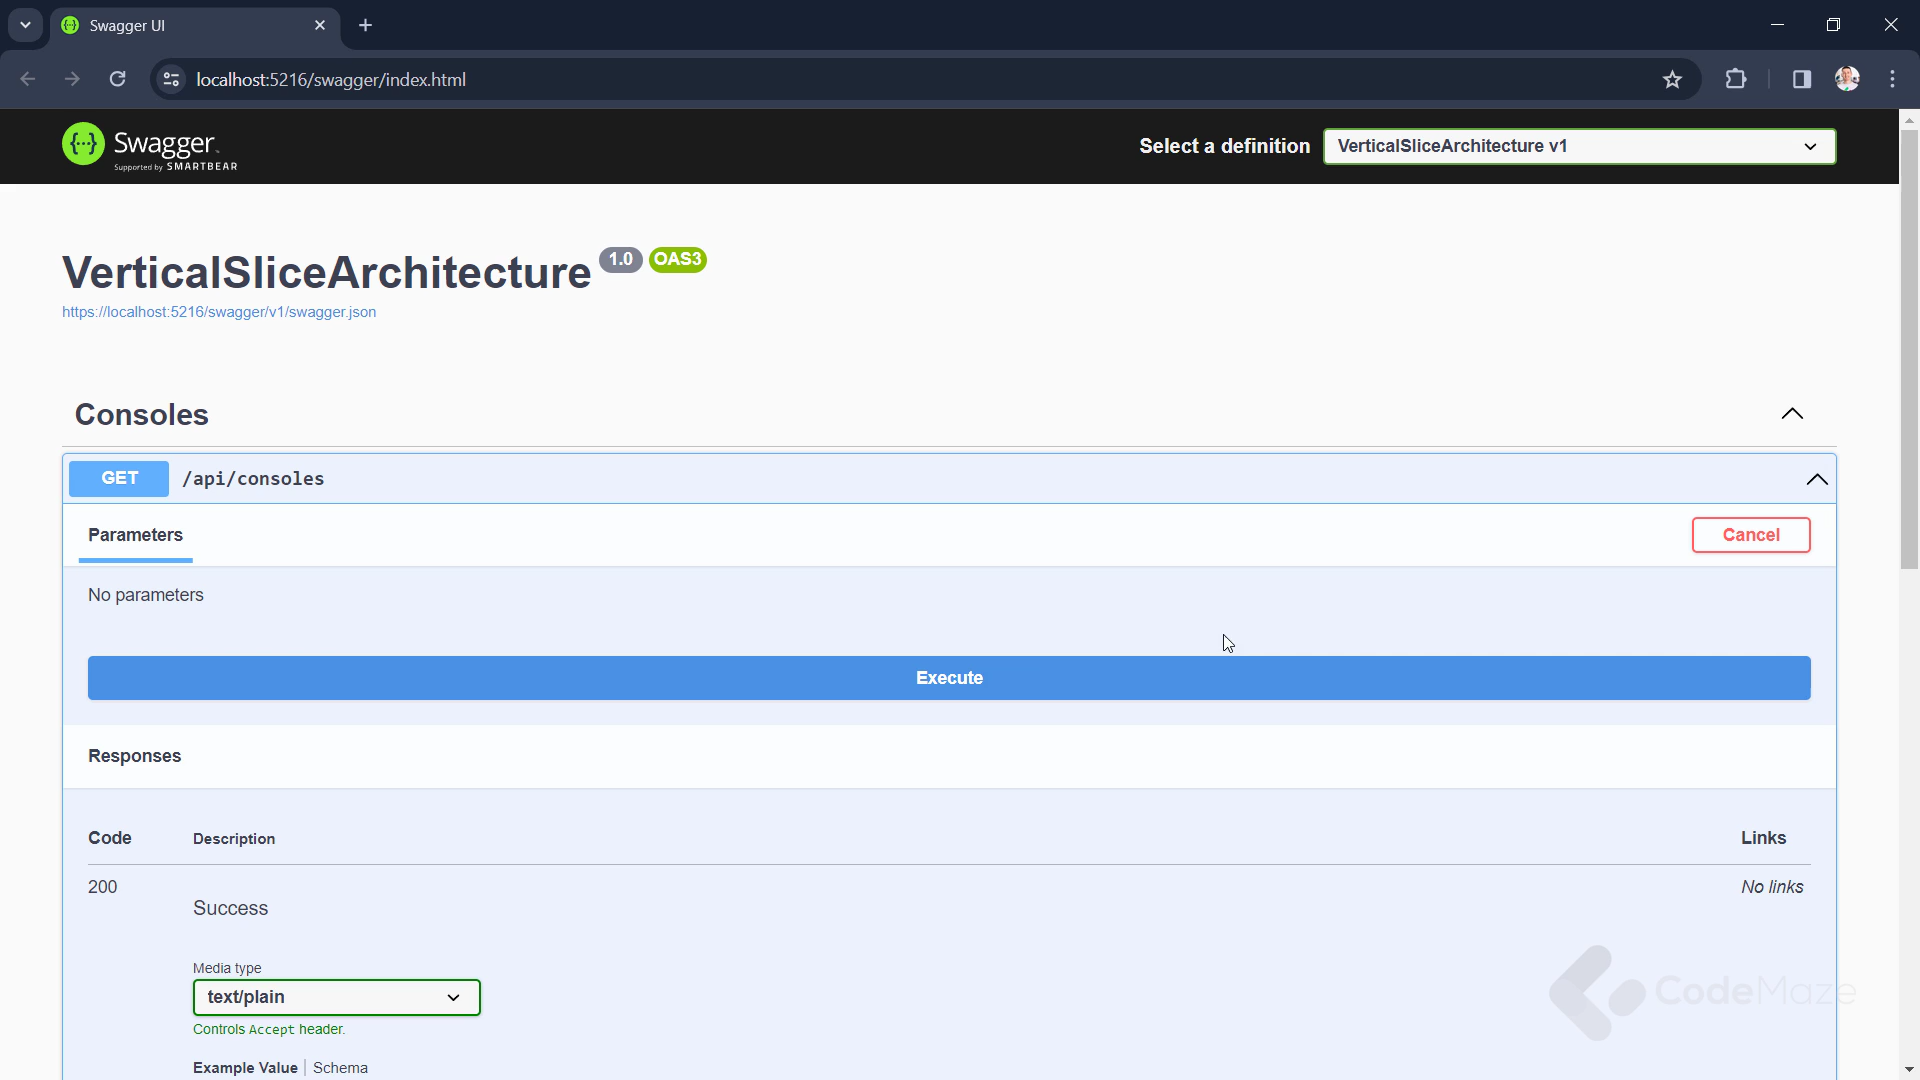 Swagger UI
localhost:5216/swagger/index.html
Swagger
Supported by SMARTBEAR
Select a definition
VerticalSliceArchitecture v1
VerticalSliceArchitecture 1.0 OAS3
https://localhost:5216/swagger/v1/swagger.json
Consoles
GET /api/consoles
Parameters
Cancel
No parameters
Execute
Responses
Code Description Links
200 No links
Success
Media type
text/plain
Controls Accept header.
CodeMaze
Example Value Schema